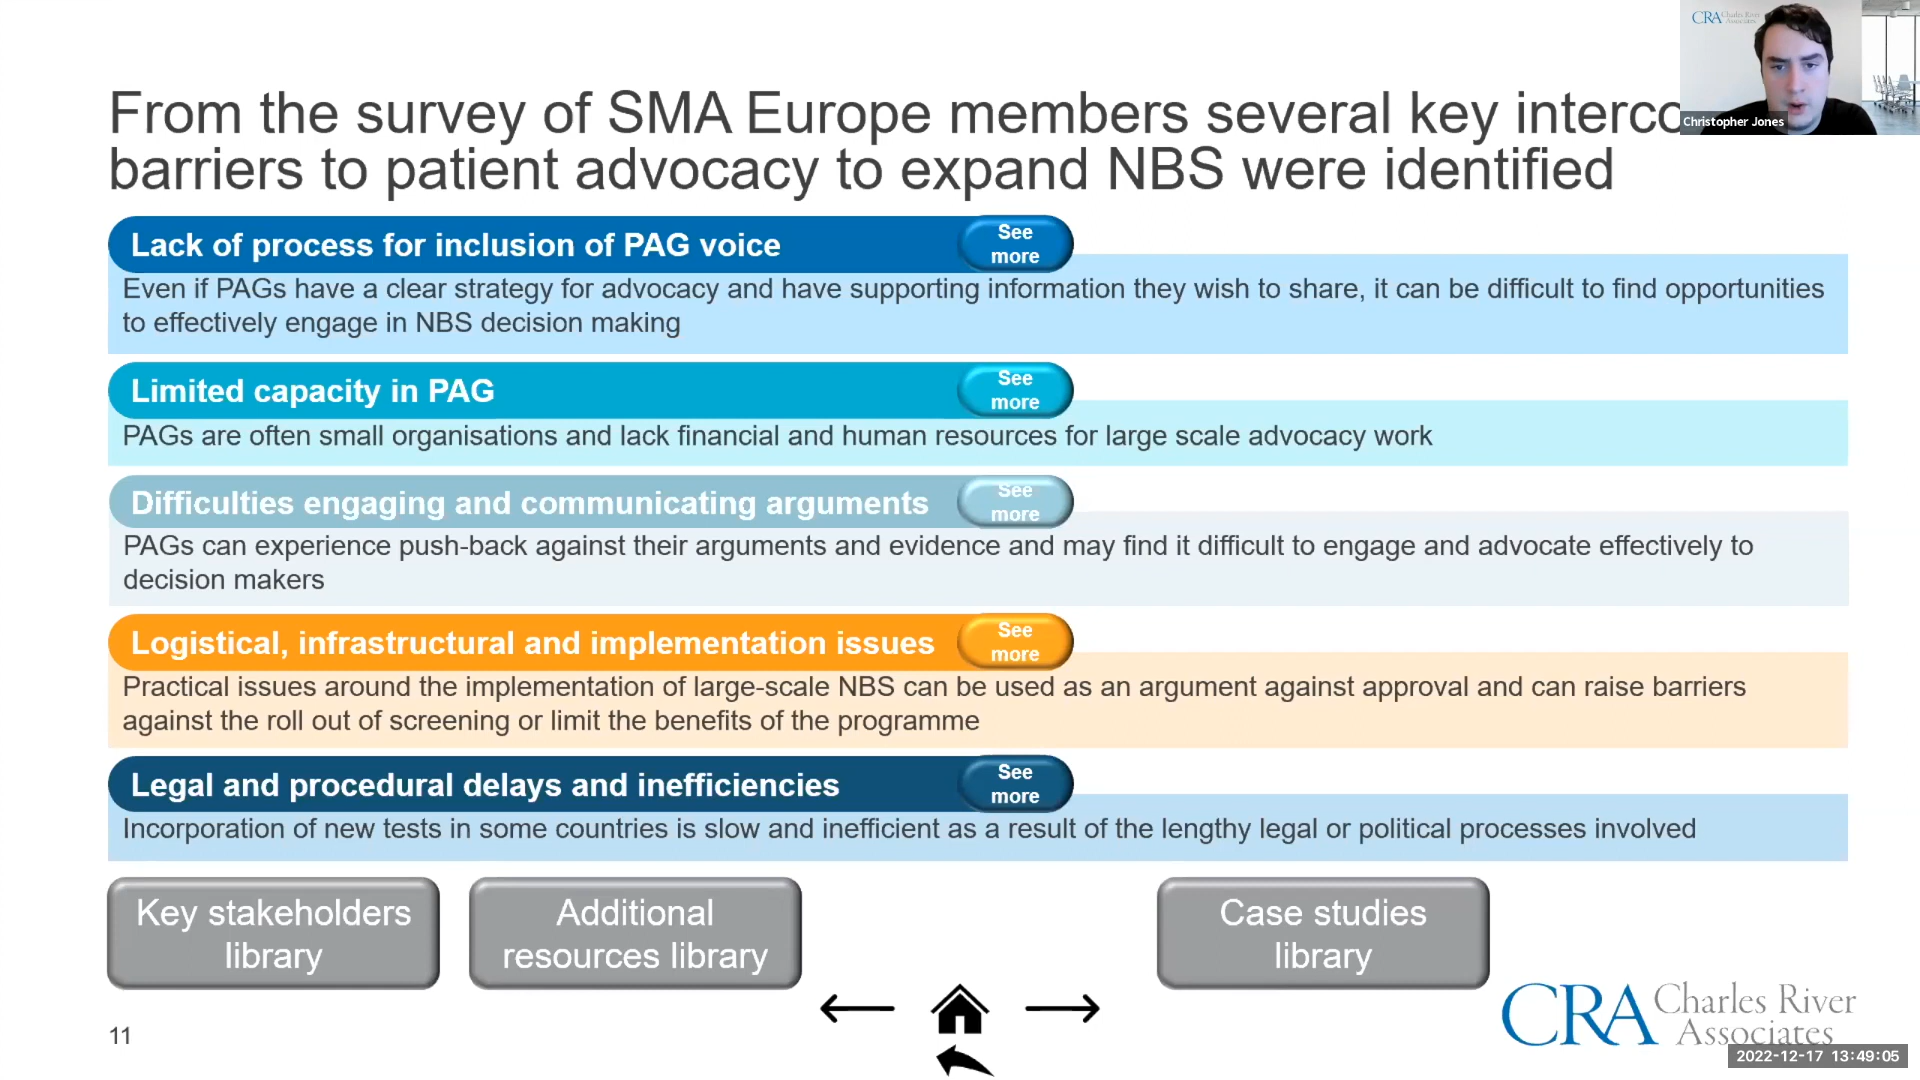 CRA Charles River
Associates
Christopher Jones
From the survey of SMA Europe members several key interco
barriers to patient advocacy to expand NBS were identified
Lack of process for inclusion of PAG voice
See
more
Even if PAGs have a clear strategy for advocacy and have supporting information they wish to share, it can be difficult to find opportunities
to effectively engage in NBS decision making
Limited capacity in PAG
See
more
PAGs are often small organisations and lack financial and human resources for large scale advocacy work
Difficulties engaging and communicating arguments
See
more
PAGs can experience push-back against their arguments and evidence and may find it difficult to engage and advocate effectively to
decision makers
Logistical, infrastructural and implementation issues
See
more
Practical issues around the implementation of large-scale NBS can be used as an argument against approval and can raise barriers
against the roll out of screening or limit the benefits of the programme
Legal and procedural delays and inefficiencies
See
more
Incorporation of new tests in some countries is slow and inefficient as a result of the lengthy legal or political processes involved
Key stakeholders
library
Additional
resources library
Case studies
library
CRA Charles River
Associates
11
2022-12-17 13:49:05